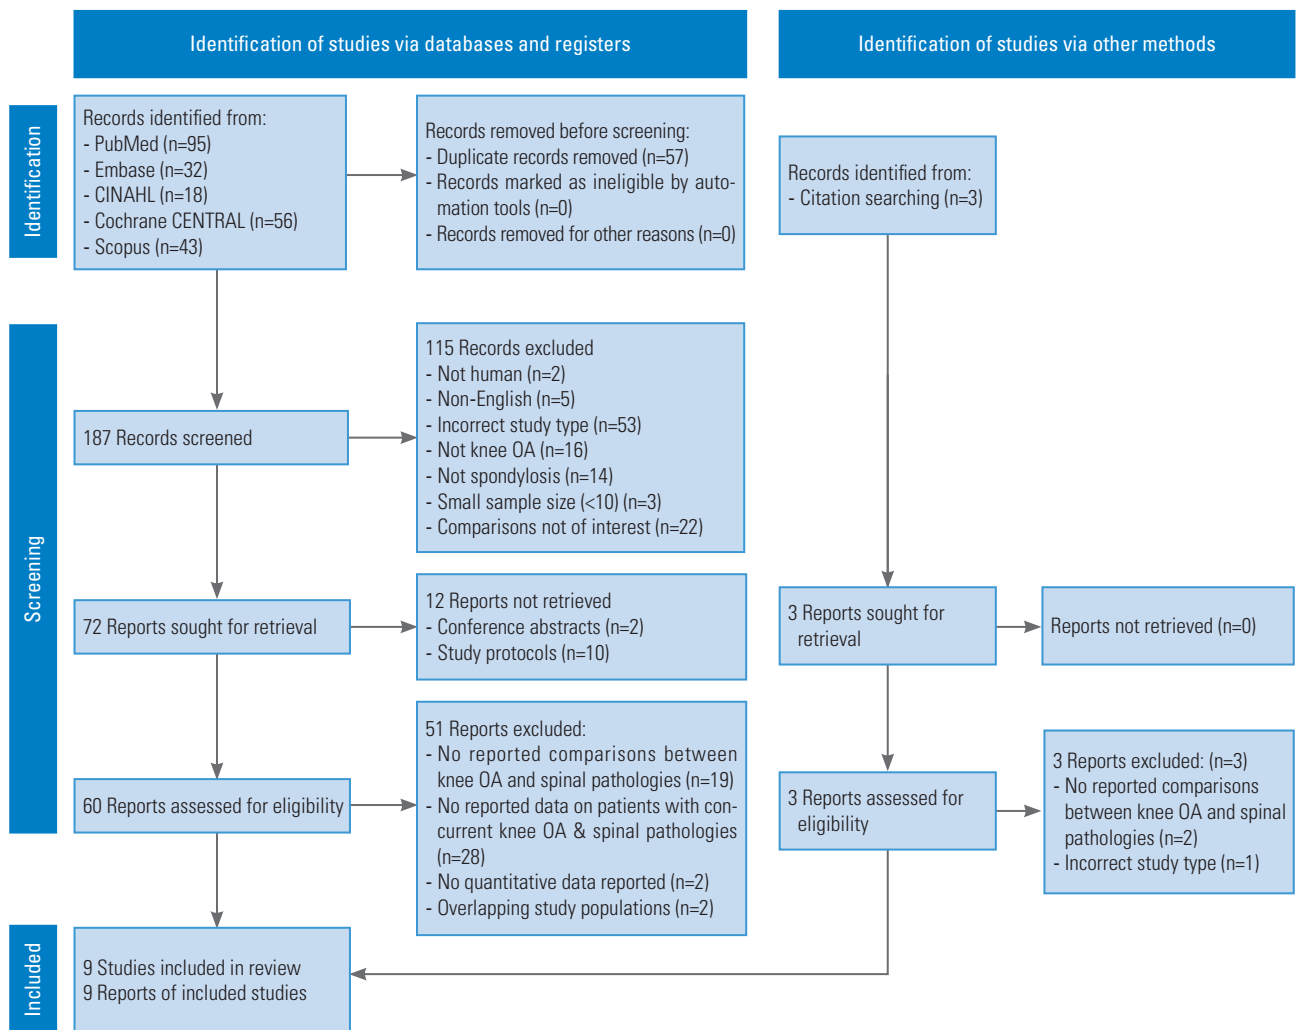 Identification of studies via databases and registers
Identification of studies via other methods
Identification
Records identified from:
- PubMed (n=95)
- Embase (n=32)
- CINAHL (n=18)
- Cochrane CENTRAL (n=56)
- Scopus (n=43)
Records removed before screening:
- Duplicate records removed (n=57)
- Records marked as ineligible by auto-
mation tools (n=0)
- Records removed for other reasons (n=0)
Records identified from:
- Citation searching (n=3)
Screening
187 Records screened
115 Records excluded
- Not human (n=2)
- Non-English (n=5)
- Incorrect study type (n=53)
- Not knee OA (n=16)
- Not spondylosis (n=14)
- Small sample size (<10) (n=3)
- Comparisons not of interest (n=22)
72 Reports sought for retrieval
12 Reports not retrieved
- Conference abstracts (n=2)
- Study protocols (n=10)
3 Reports sought for
retrieval
Reports not retrieved (n=0)
60 Reports assessed for eligibility
51 Reports excluded:
- No reported comparisons between
knee OA and spinal pathologies (n=19)
- No reported data on patients with con-
current knee OA & spinal pathologies
(n=28)
- No quantitative data reported (n=2)
- Overlapping study populations (n=2)
3 Reports assessed for
eligibility
3 Reports excluded: (n=3)
- No reported comparisons
between knee OA and spinal
pathologies (n=2)
- Incorrect study type (n=1)
Included
9 Studies included in review
9 Reports of included studies